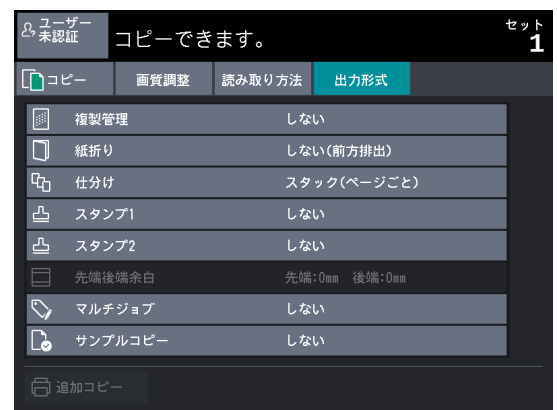 ユーザー
未認証
コピーできます。
セット
1
コピー
画質調整
読み取り方法
出力形式
複製管理 しない
紙折り しない(前方排出)
仕分け スタック(ページごと)
スタンプ1 しない
スタンプ2 しない
先端後端余白 先端:0mm 後端:0mm
マルチジョブ しない
サンプルコピー しない
追加コピー